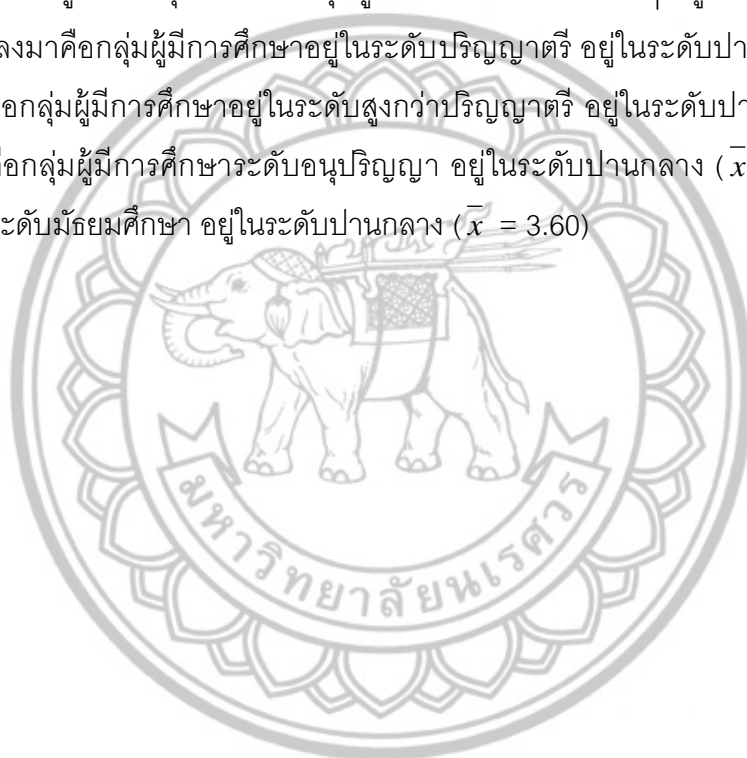 ลงมาคือกลุ่มผู้มีการศึกษาอยู่ในระดับปริญญาตรี อยู่ในระดับปา
อกลุ่มผู้มีการศึกษาอยู่ในระดับสูงกว่าปริญญาตรี อยู่ในระดับปา
ือกลุ่มผู้มีการศึกษาระดับอนุปริญญา อยู่ในระดับปานกลาง ( x̅
ะดับมัธยมศึกษา อยู่ในระดับปานกลาง ( x̅ = 3.60)
มหาวิทยาลัยนเรศวร